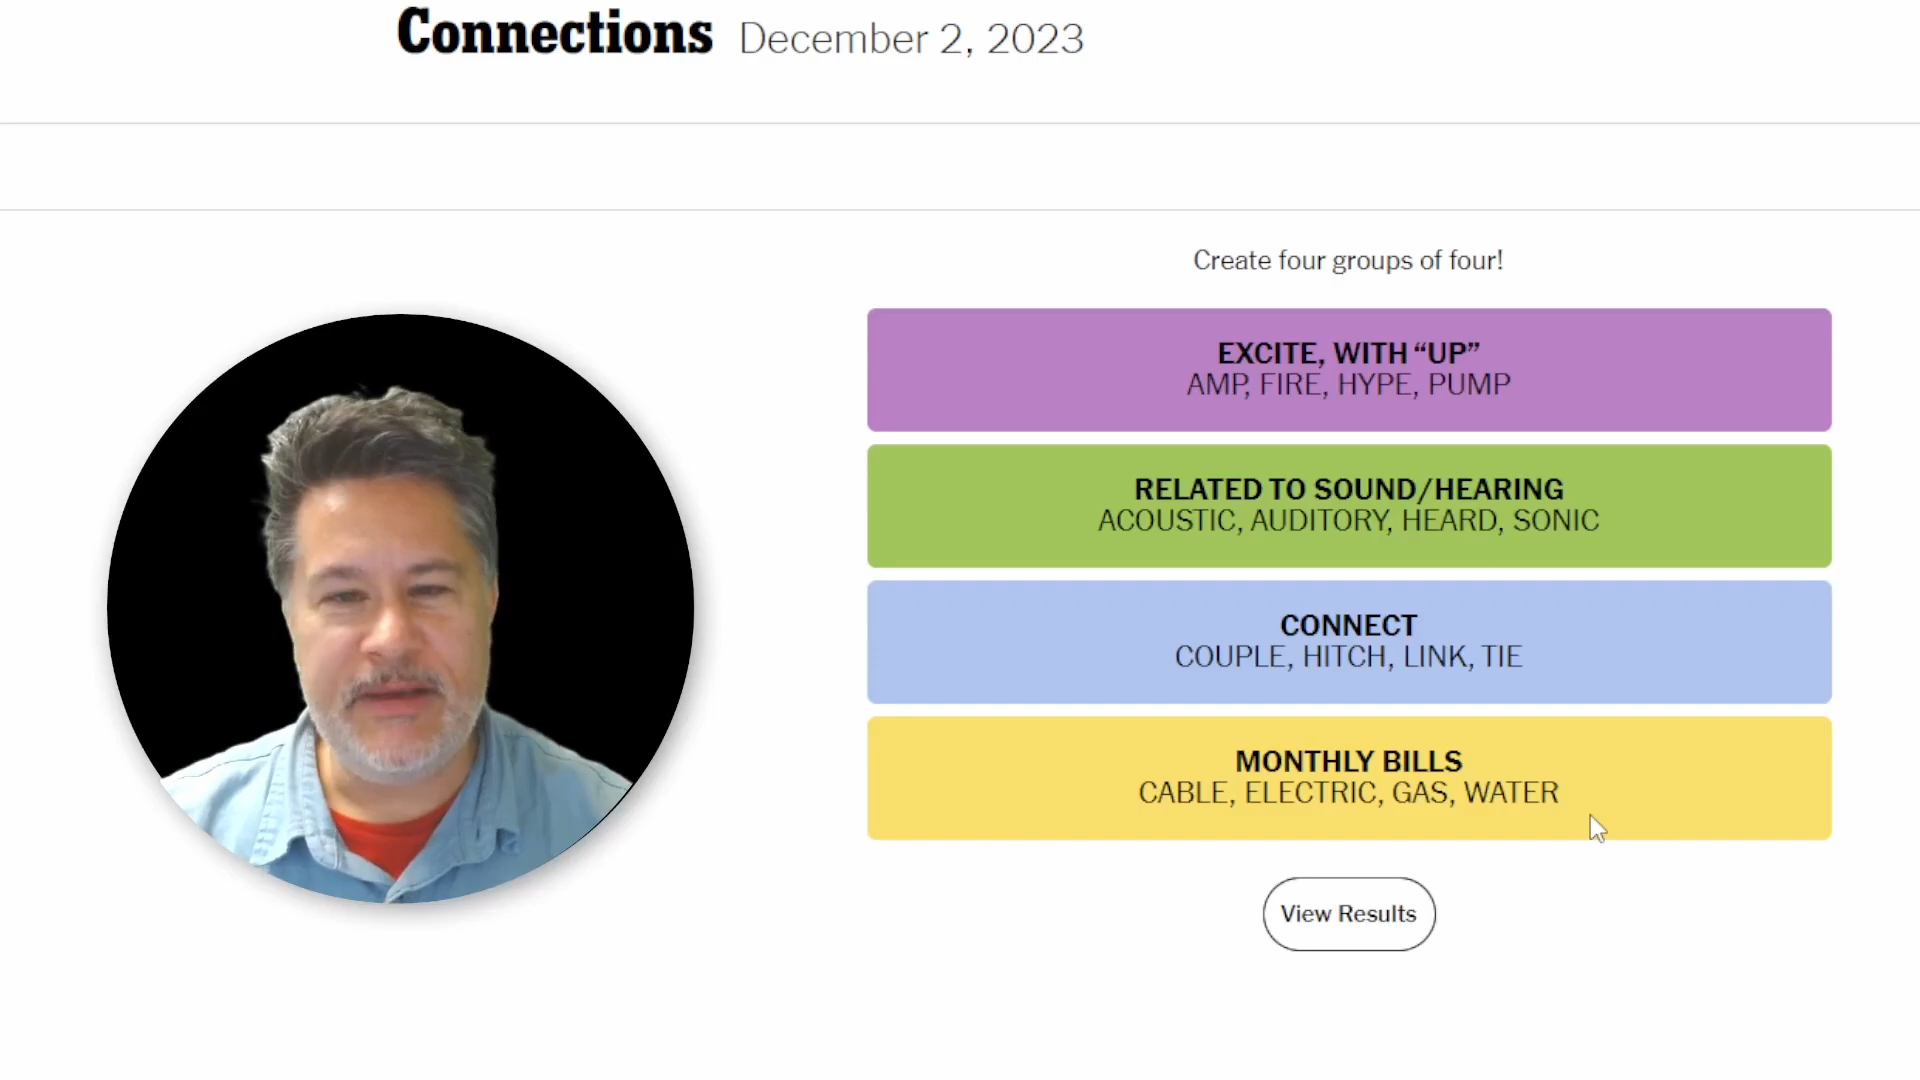 Connections December 2, 2023
Create four groups of four!
EXCITE, WITH “UP”
AMP, FIRE, HYPE, PUMP
RELATED TO SOUND/HEARING
ACOUSTIC, AUDITORY, HEARD, SONIC
CONNECT
COUPLE, HITCH, LINK, TIE
MONTHLY BILLS
CABLE, ELECTRIC, GAS, WATER
View Results